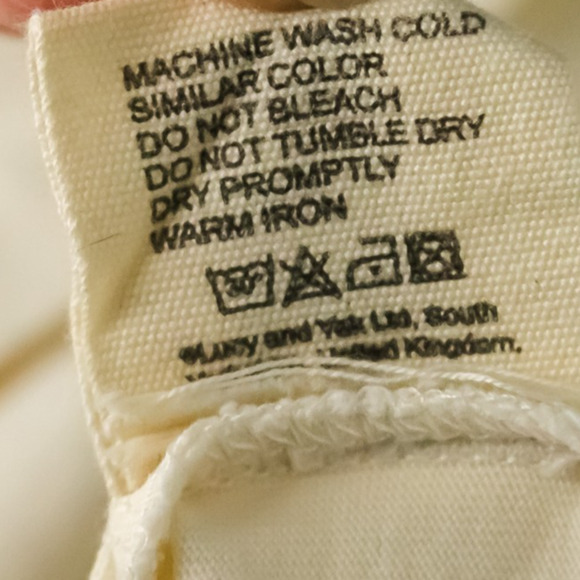 MACHINE WASH COLD
SIMILAR COLOR
DO NOT BLEACH
DO NOT TUMBLE DRY
DRY PROMPTLY
WARM IRON
30°
©Lucy and Yak Ltd, South
United Kingdom.